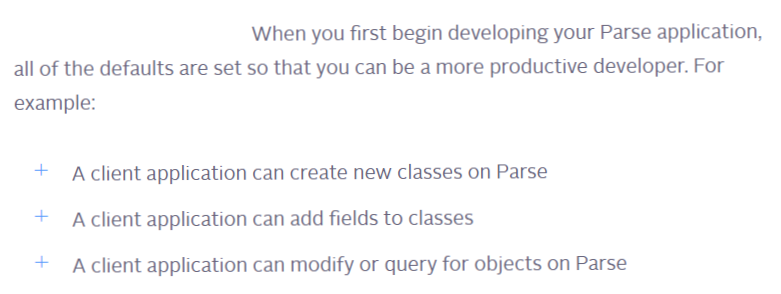 When you first begin developing your Parse application,
all of the defaults are set so that you can be a more productive developer. For
example:
+ A client application can create new classes on Parse
+ A client application can add fields to classes
+ A client application can modify or query for objects on Parse